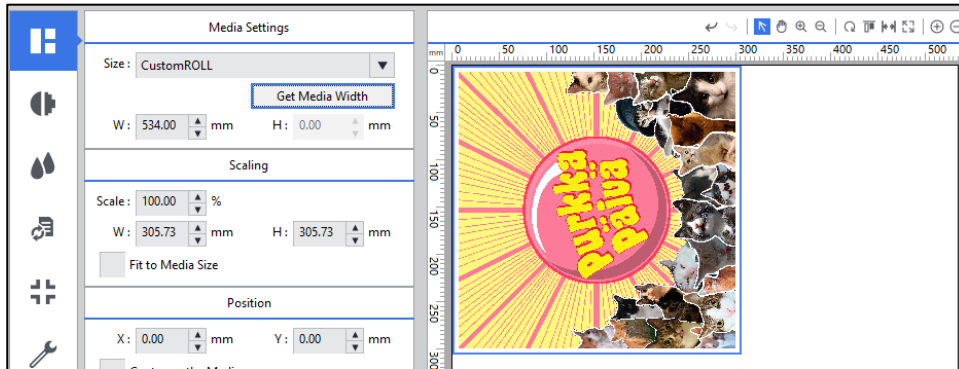 Media Settings
Size : CustomROLL
Get Media Width
W : 534.00 mm H : 0.00 mm
Scaling
Scale : 100.00 %
W : 305.73 mm H : 305.73 mm
Fit to Media Size
Position
X : 0.00 mm Y : 0.00 mm
mm 0 50 100 150 200 250 300 350 400 450 500
0
50
100
150
200
250
300
purkka
päivä